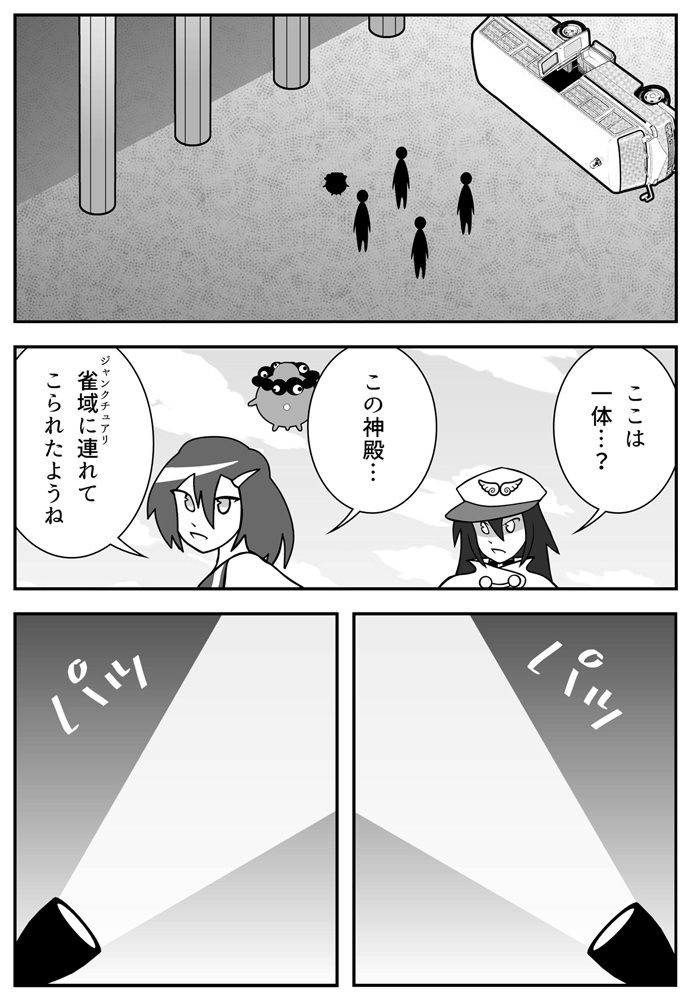 ここは
一体…?
この神殿…
ジャンクチュアリ
雀域に連れて
こられたようね
パッ
パッ